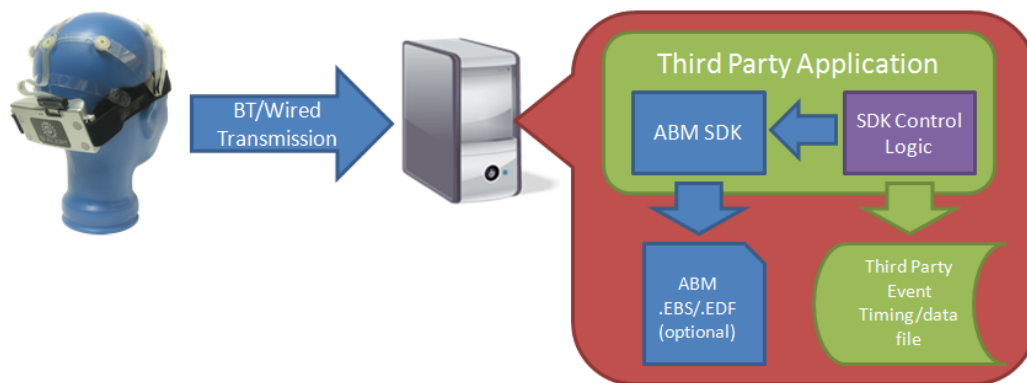 BT/Wired
Transmission
Third Party Application
ABM SDK
SDK Control
Logic
ABM
.EBS/.EDF
(optional)
Third Party
Event
Timing/data
file